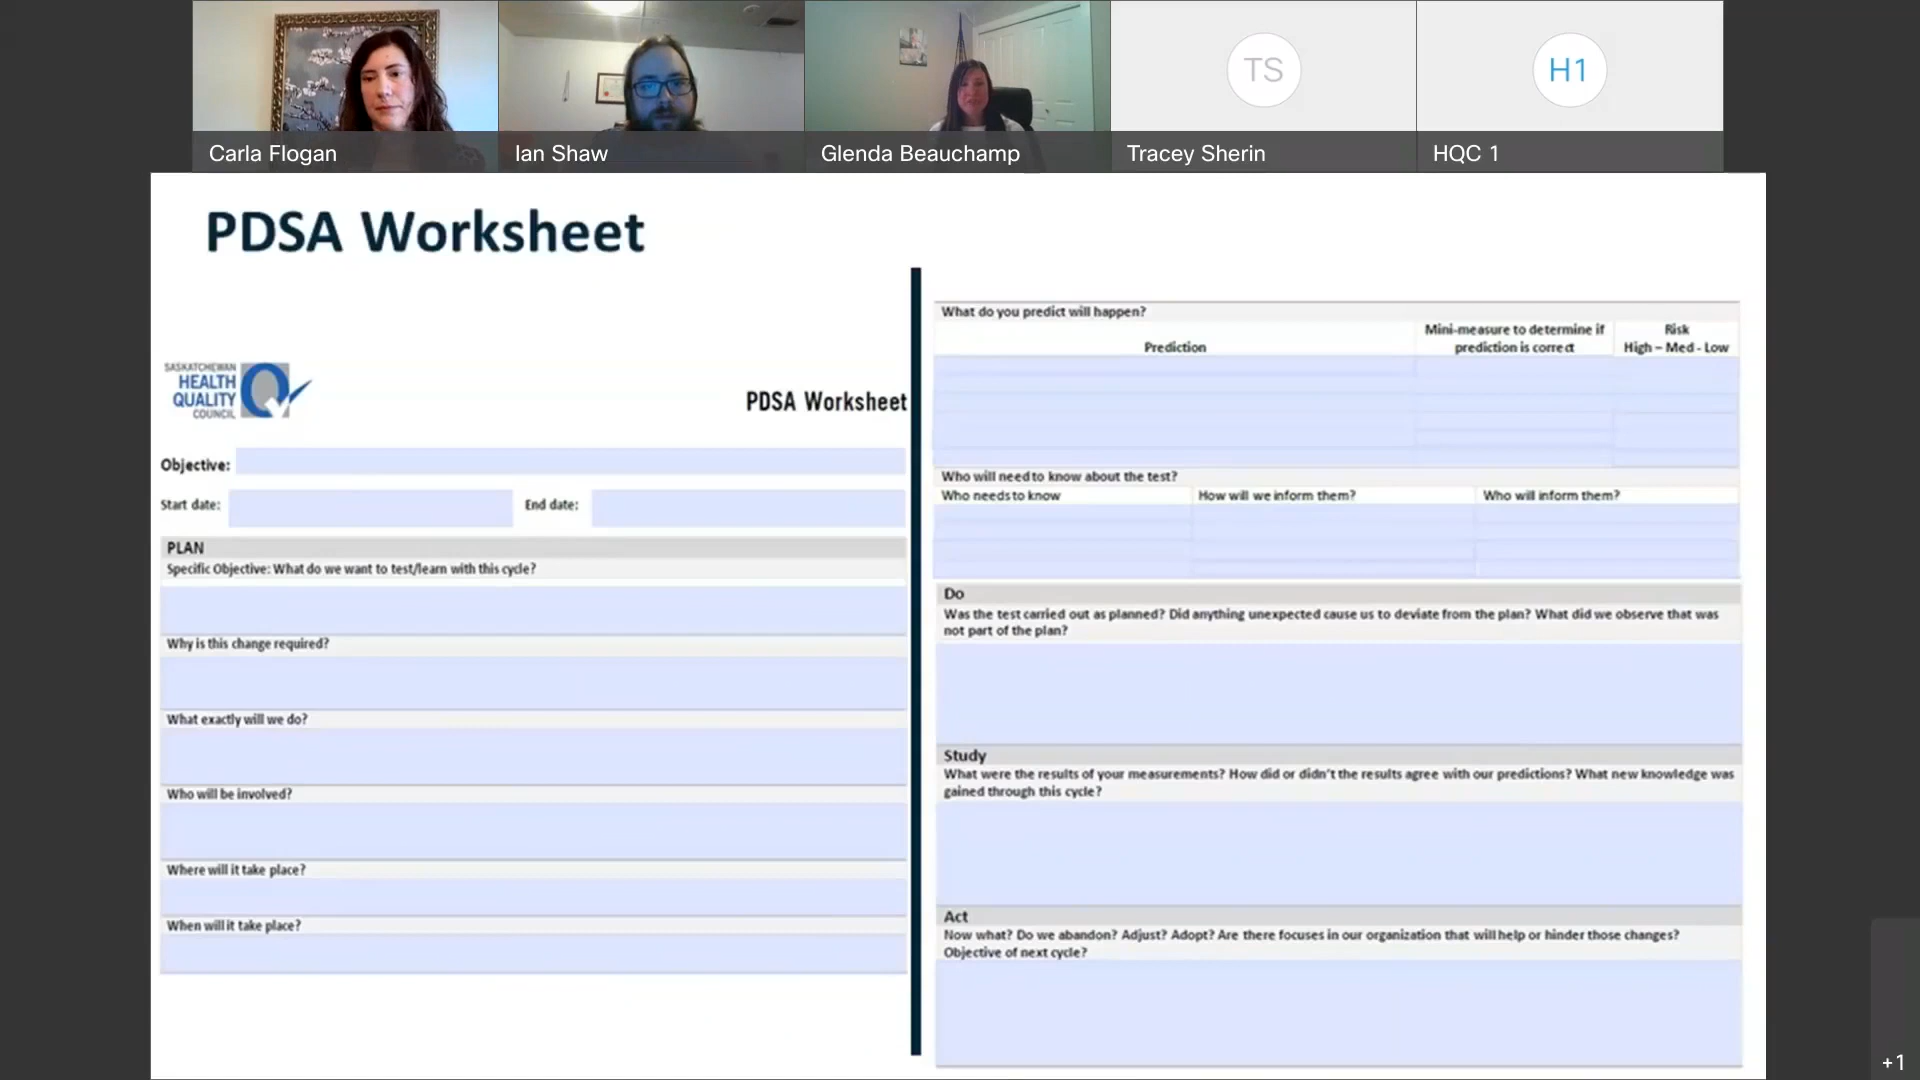 Carla Flogan
Ian Shaw
Glenda Beauchamp
TS
Tracey Sherin
H1
HQC 1
PDSA Worksheet
SASKATCHEWAN
HEALTH
QUALITY
COUNCIL
PDSA Worksheet
Objective:
Start date:
End date:
PLAN
Specific Objective: What do we want to test/learn with this cycle?
Why is this change required?
What exactly will we do?
Who will be involved?
Where will it take place?
When will it take place?
What do you predict will happen?
Prediction
Mini-measure to determine if
prediction is correct
Risk
High – Med - Low
Who will need to know about the test?
Who needs to know
How will we inform them?
Who will inform them?
Do
Was the test carried out as planned? Did anything unexpected cause us to deviate from the plan? What did we observe that was
not part of the plan?
Study
What were the results of your measurements? How did or didn't the results agree with our predictions? What new knowledge was
gained through this cycle?
Act
Now what? Do we abandon? Adjust? Adopt? Are there focuses in our organization that will help or hinder those changes?
Objective of next cycle?
+1